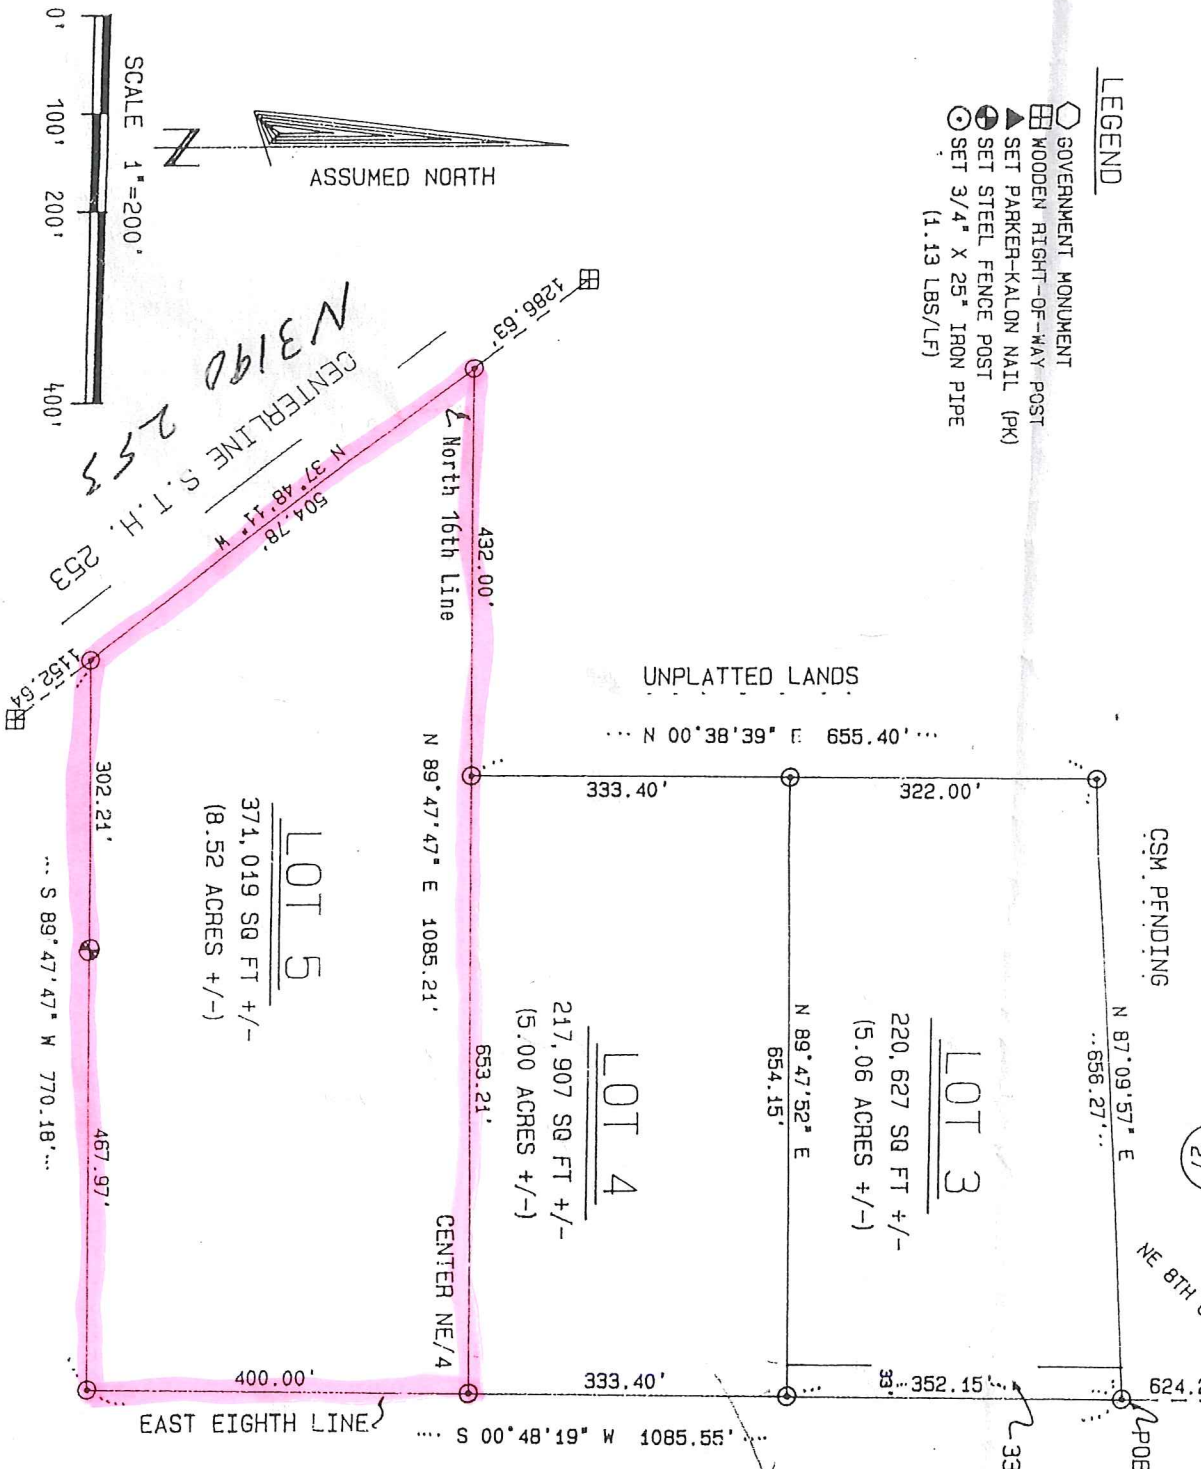 LEGEND
GOVERNMENT MONUMENT
WOODEN RIGHT-OF-WAY POST
SET PARKER-KALON NAIL (PK)
SET STEEL FENCE POST
SET 3/4" X 25" IRON PIPE
(1.13 LBS/LF)
ASSUMED NORTH
N
SCALE 1"=200'
0' 100' 200' 400'
1286.63'
N3190
253
CENTERLINE S.T.H. 253
N 37°48'11" W
504.78'
1152.64
North 16th Line
432.00'
UNPLATTED LANDS
N 00°38'39" E 655.40'
333.40'
322.00'
CSM PENDING
N 87°09'57" E
656.27'
27
NE 8TH
LOT 3
220,627 SQ FT +/-
(5.06 ACRES +/-)
N 89°47'52" E
654.15'
LOT 4
217,907 SQ FT +/-
(5.00 ACRES +/-)
653.21'
N 89°47'47" E 1085.21'
CENTER NE/4
LOT 5
371,019 SQ FT +/-
(8.52 ACRES +/-)
302.21'
467.97'
S 89°47'47" W 770.18'
400.00'
333.40'
33'
352.15'
624.2
EAST EIGHTH LINE
S 00°48'19" W 1085.55'
33
POB